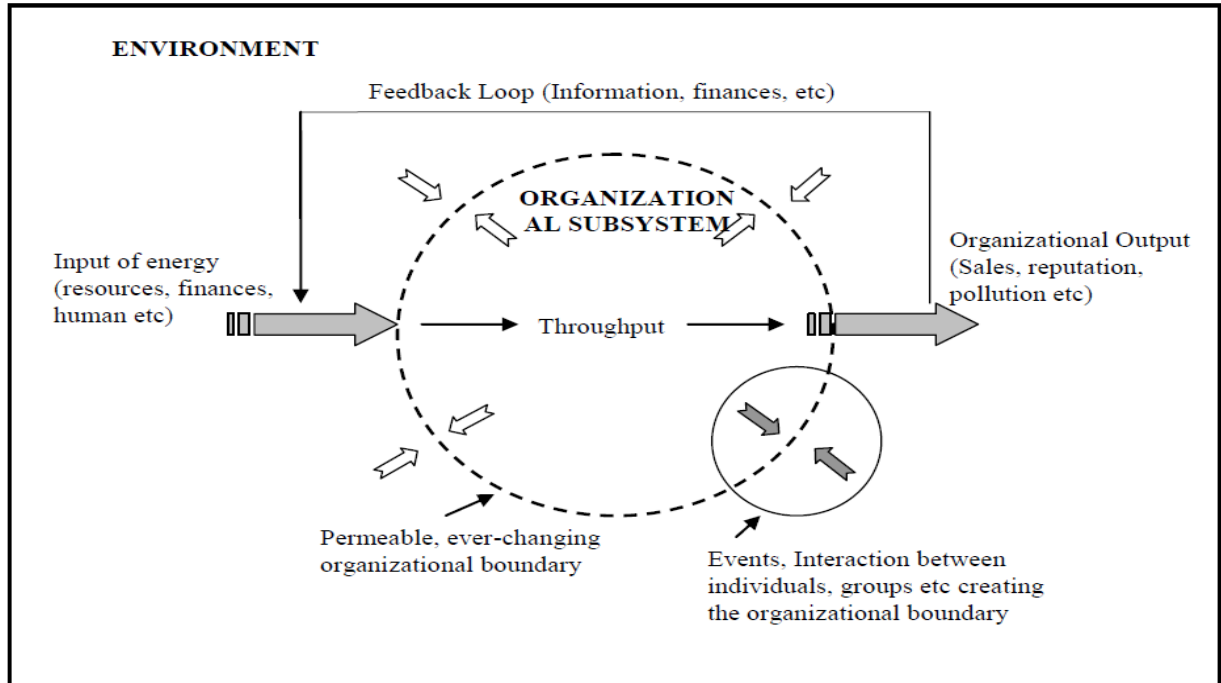 ENVIRONMENT
Feedback Loop (Information, finances, etc)
ORGANIZATION
AL SUBSYSTEM
Input of energy
(resources, finances,
human etc)
Throughput
Organizational Output
(Sales, reputation,
pollution etc)
Permeable, ever-changing
organizational boundary
Events, Interaction between
individuals, groups etc creating
the organizational boundary